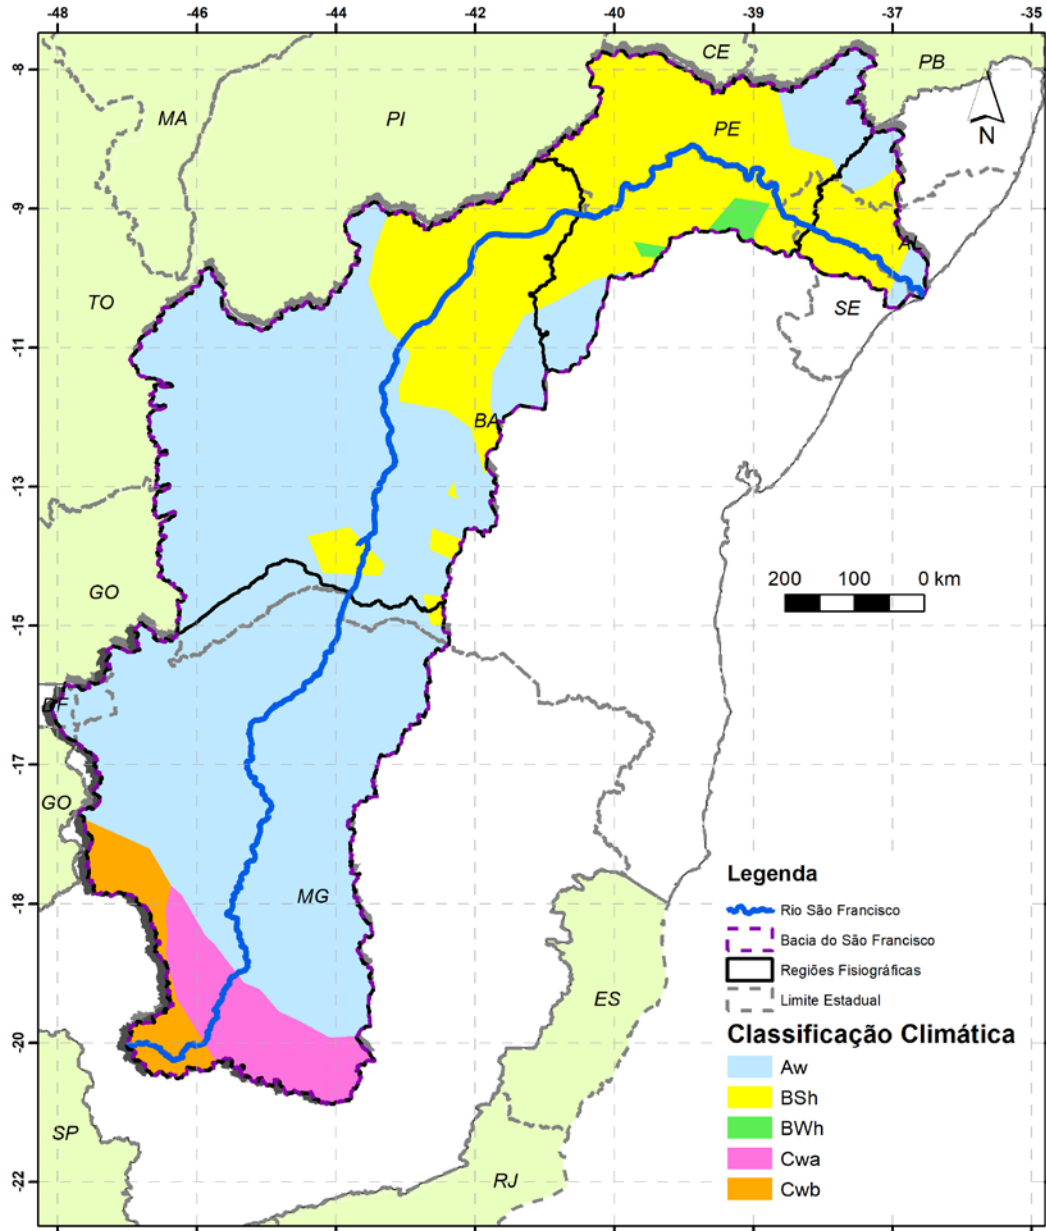 -48 -46 -44 -42 -40 -39 -37 -35
-8
CE
PB
MA
PI
PE
N
-9
AL
TO
SE
-11
BA
-13
GO
200 100 0 km
-15
DF
-17
GO
Legenda
MG
-18
Rio São Francisco
Bacia do São Francisco
Regiões Fisiográficas
ES
Limite Estadual
-20
Classificação Climática
Aw
BSh
SP
BWh
Cwa
RJ
-22
Cwb